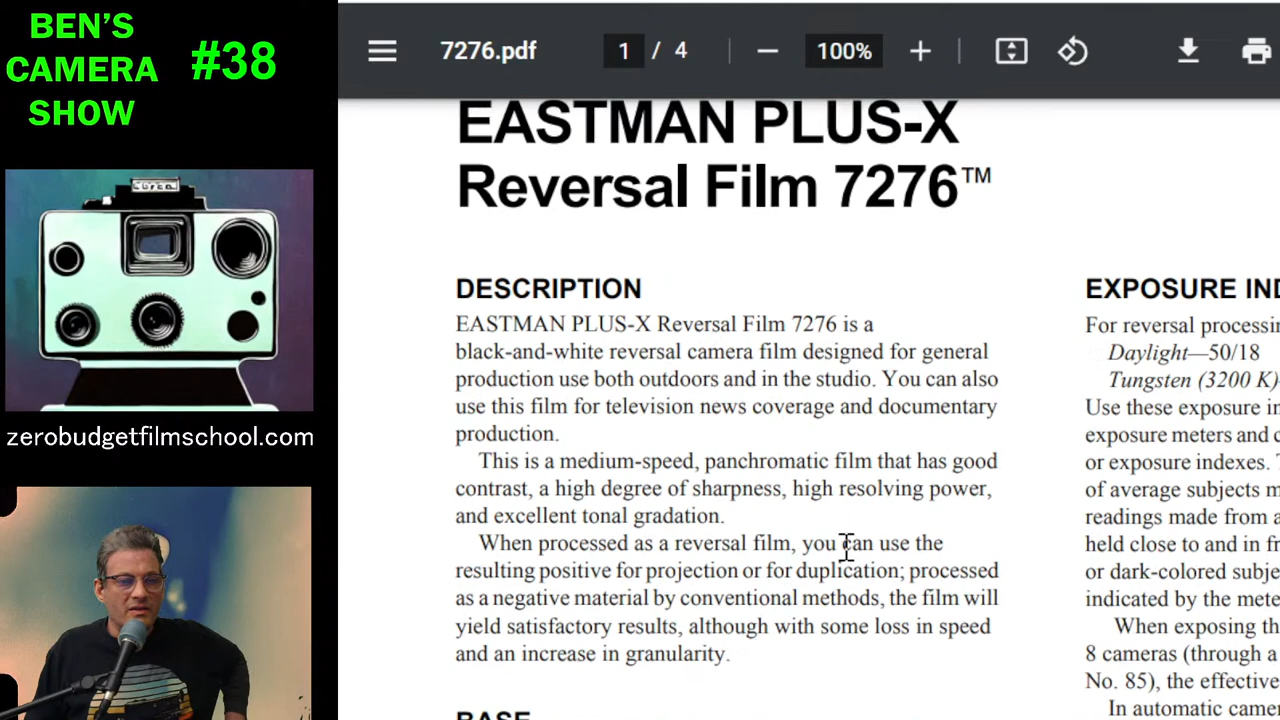 BEN'S
CAMERA
SHOW
#38
zerobudgetfilmschool.com
7276.pdf
1 / 4
100%
EASTMAN PLUS-X
Reversal Film 7276™
DESCRIPTION
EASTMAN PLUS-X Reversal Film 7276 is a
black-and-white reversal camera film designed for general
production use both outdoors and in the studio. You can also
use this film for television news coverage and documentary
production.
This is a medium-speed, panchromatic film that has good
contrast, a high degree of sharpness, high resolving power,
and excellent tonal gradation.
When processed as a reversal film, you can use the
resulting positive for projection or for duplication; processed
as a negative material by conventional methods, the film will
yield satisfactory results, although with some loss in speed
and an increase in granularity.
BASE
EXPOSURE IND
For reversal processin
Daylight—50/18
Tungsten (3200 K)
Use these exposure in
exposure meters and c
or exposure indexes.
of average subjects m
readings made from a
held close to and in fr
or dark-colored subje
indicated by the mete
When exposing th
8 cameras (through a
No. 85), the effective
In automatic camer